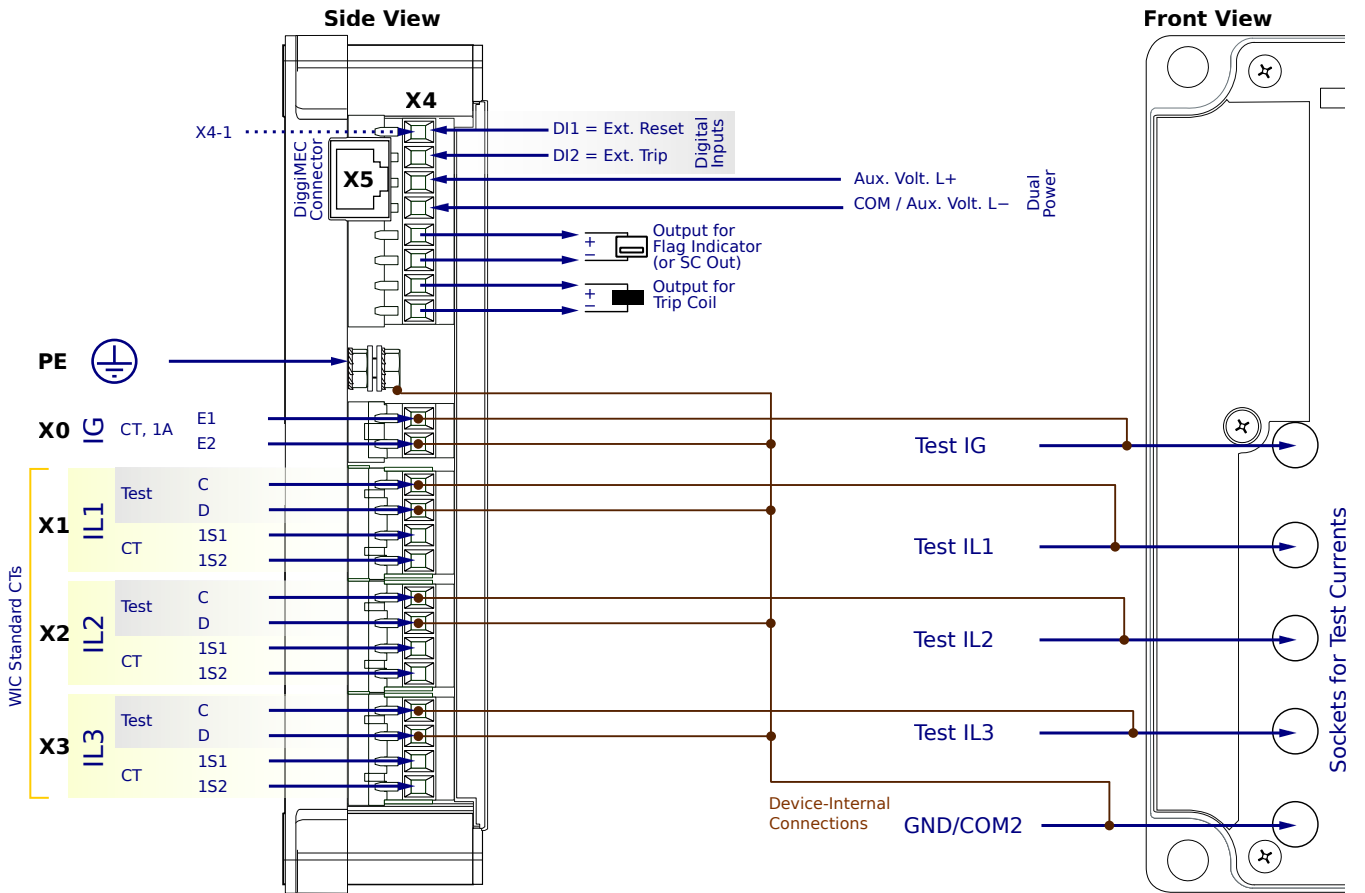 Side View
Front View
X4
X4-1
DI1 = Ext. Reset
DI2 = Ext. Trip
Digital
Inputs
DiggiMEC
Connector
X5
Aux. Volt. L+
COM / Aux. Volt. L−
Dual
Power
+
−
Output for
Flag Indicator
(or SC Out)
+
−
Output for
Trip Coil
PE
X0
IG
CT, 1A
E1
E2
Test IG
WIC Standard CTs
X1
IL1
Test
C
D
CT
1S1
1S2
Test IL1
X2
IL2
Test
C
D
CT
1S1
1S2
Test IL2
X3
IL3
Test
C
D
CT
1S1
1S2
Test IL3
Sockets for Test Currents
Device-Internal
Connections
GND/COM2